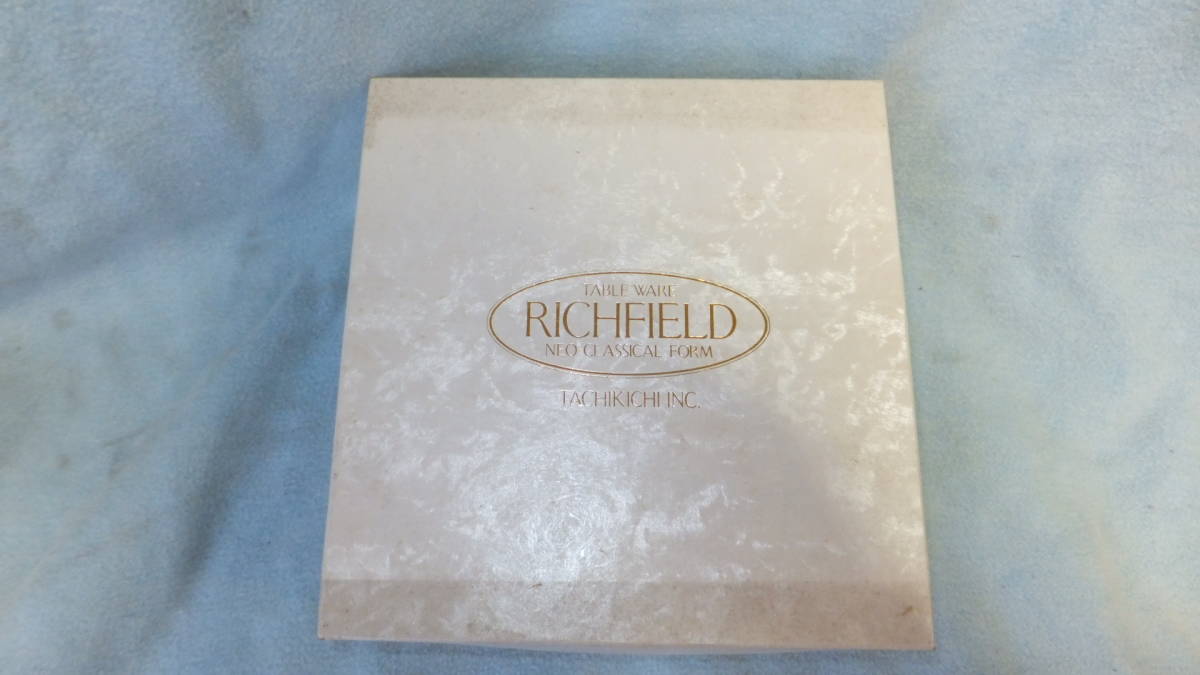 TABLE WARE
RICHFIELD
NEO CLASSICAL FORM
TACHIKICHI INC.